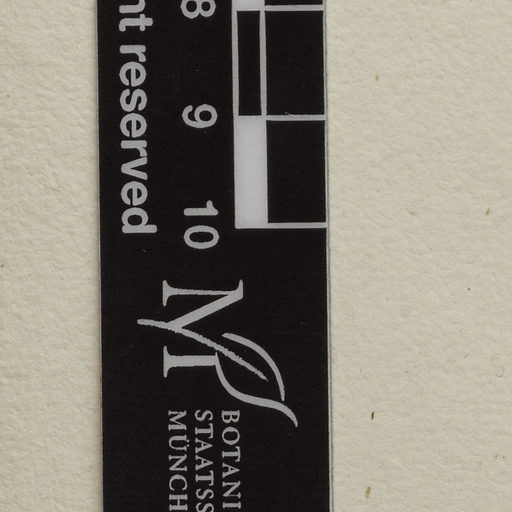 nt reserved
8 9 10
M
BOTANI
STAATSS
MÜNCH